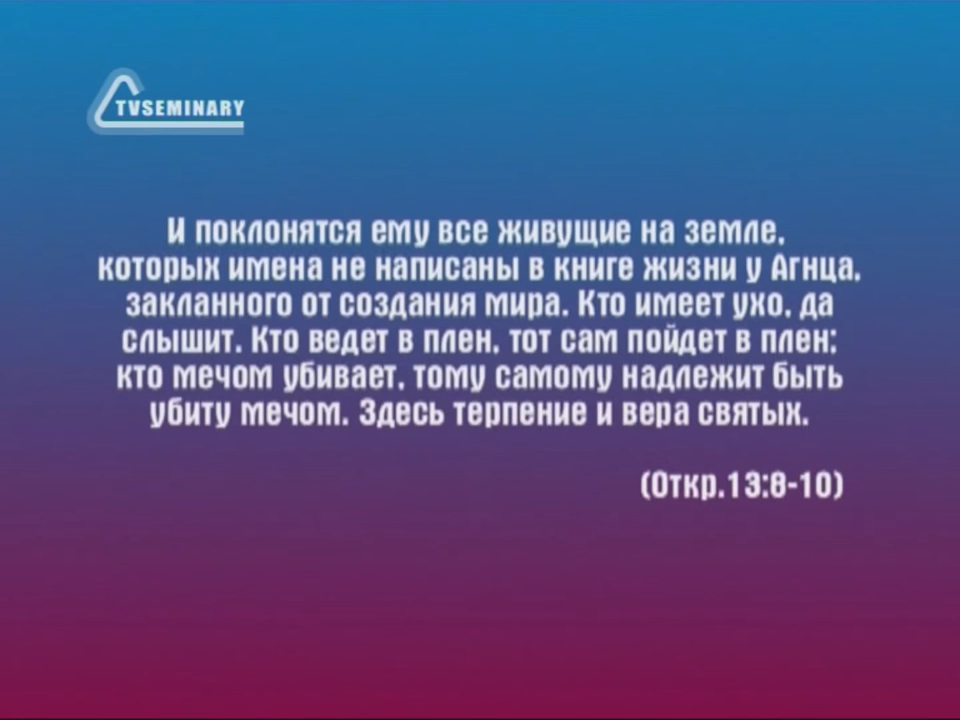 TVSEMINARY
И поклонятся ему все живущие на земле,
которых имена не написаны в книге жизни у Агнца,
закланного от создания мира. Кто имеет ухо, да
слышит. Кто ведет в плен, тот сам пойдет в плен;
кто мечом убивает, тому самому надлежит быть
убиту мечом. Здесь терпение и вера святых.
(Откр.13:8-10)